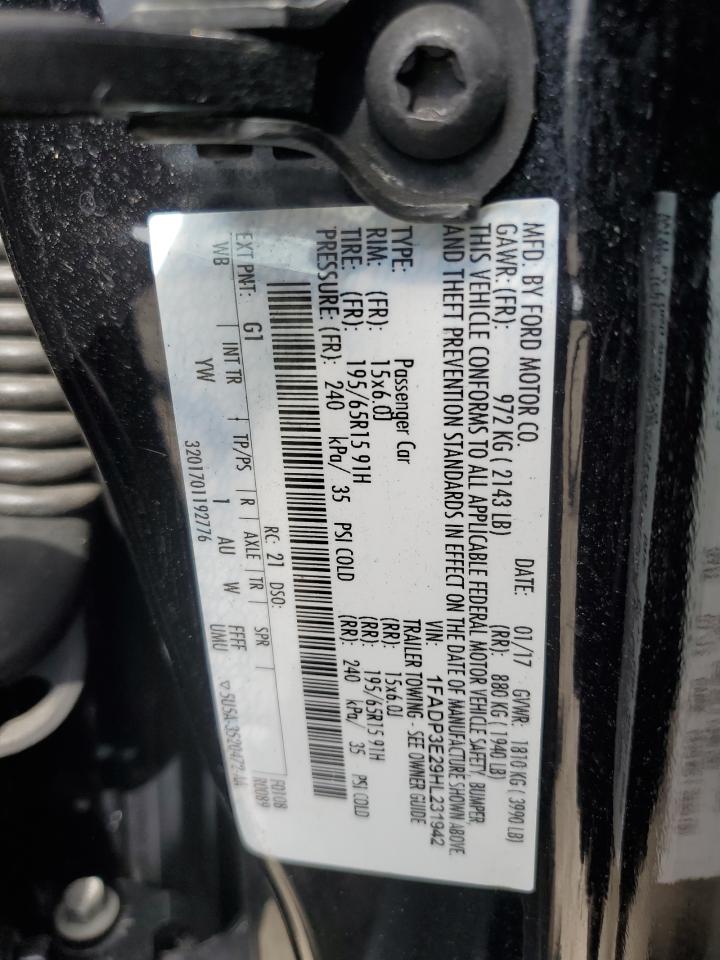 MFD. BY FORD MOTOR CO. DATE: 01/17 GVWR: 1810 KG ( 3990 LB)
GAWR: (FR): 972 KG ( 2143 LB) (RR): 880 KG ( 1940 LB)
THIS VEHICLE CONFORMS TO ALL APPLICABLE FEDERAL MOTOR VEHICLE SAFETY, BUMPER,
AND THEFT PREVENTION STANDARDS IN EFFECT ON THE DATE OF MANUFACTURE SHOWN ABOVE.
VIN: 1FADP3E29HL231942
TYPE: Passenger Car TRAILER TOWING - SEE OWNER GUIDE
RIM: (FR): 15x6.0J (RR): 15x6.0J
TIRE: (FR): 195/65R15 91H (RR): 195/65R15 91H
PRESSURE: (FR): 240 kPa/ 35 PSI COLD (RR): 240 kPa/ 35 PSI COLD
RC: 21 DSO: F0108
EXT PNT: G1 R0089
INT TR TP/PS R AXLE TR SPR
WB YW 1 AU W FFFF
3201701192776 UMU